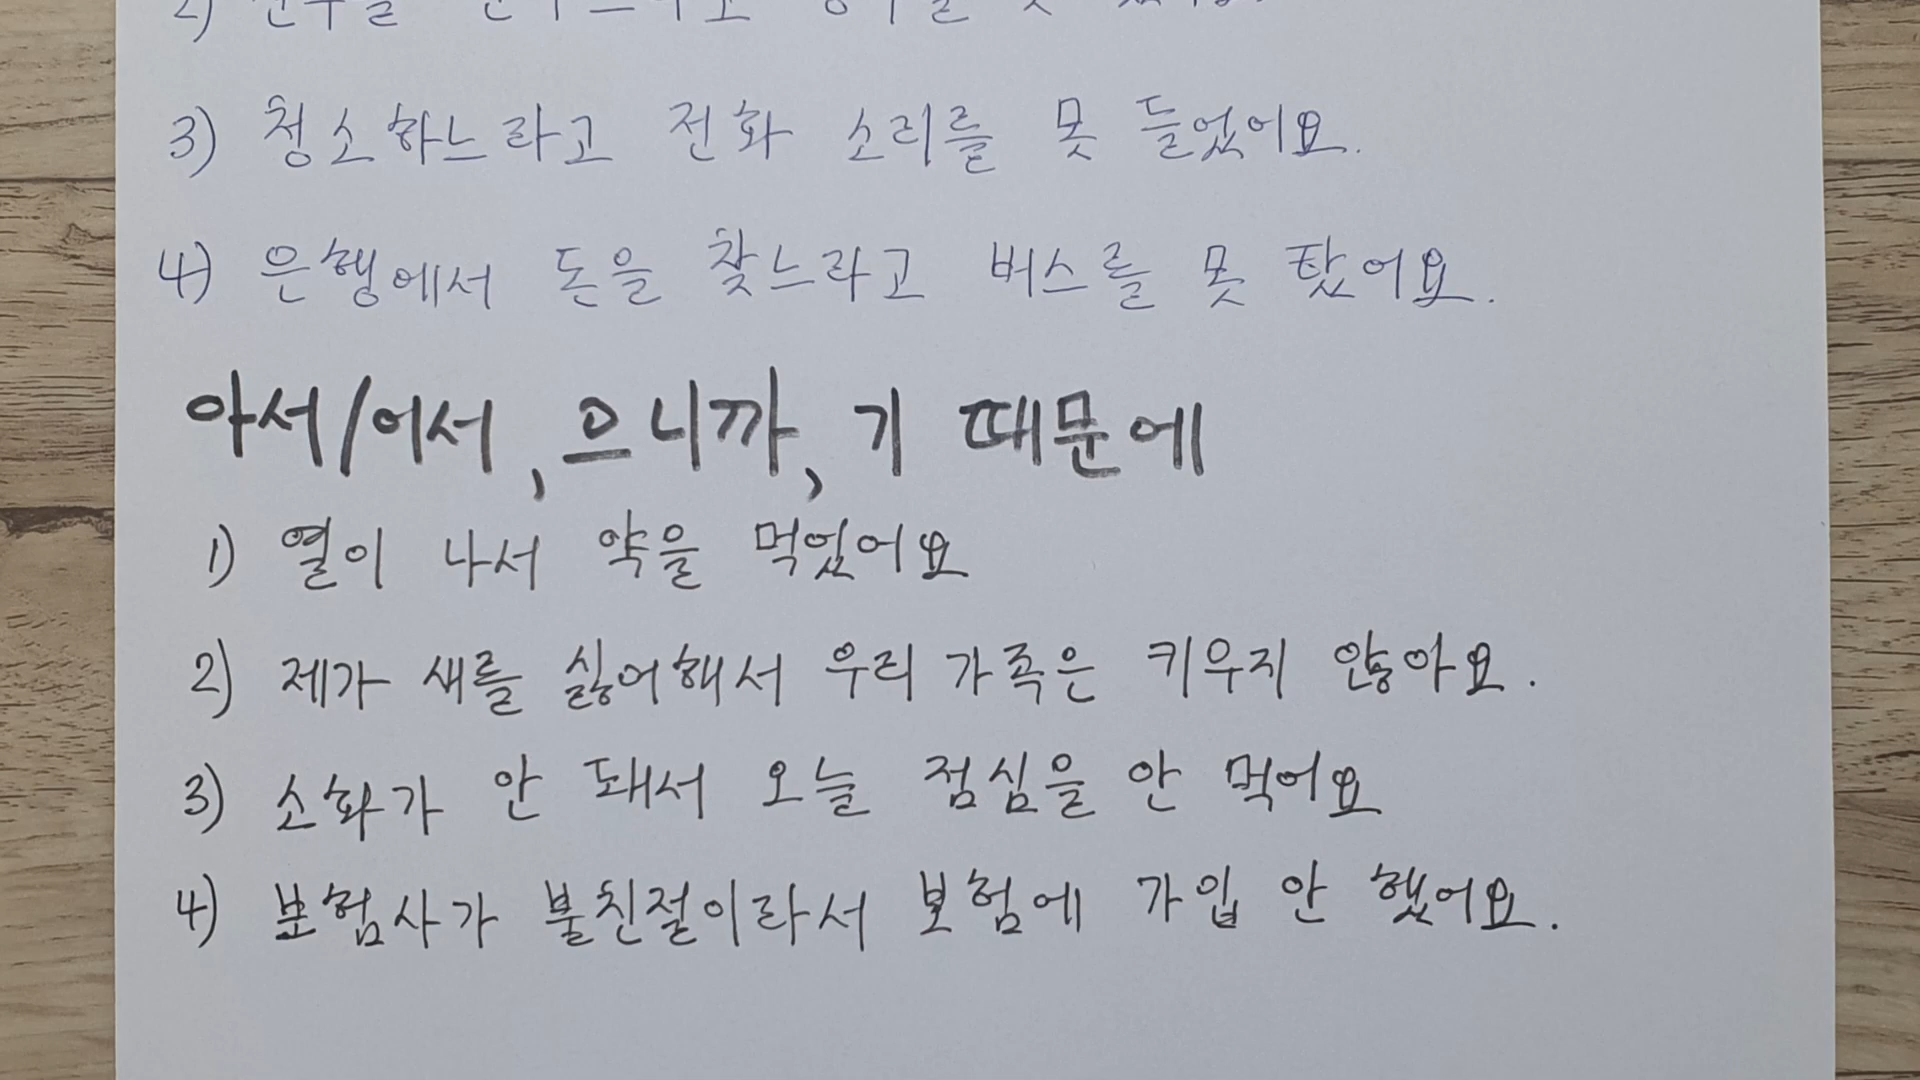 2)
3) 청소하느라고 전화 소리를 못 들었어요.
4) 은행에서 돈을 찾느라고 버스를 못 탔어요.
아서/어서, 으니까, 기 때문에
1) 열이 나서 약을 먹었어요
2) 제가 새를 싫어해서 우리 가족은 키우지 않아요.
3) 소화가 안 돼서 오늘 점심을 안 먹어요
4) 보험사가 불친절이라서 보험에 가입 안 했어요.